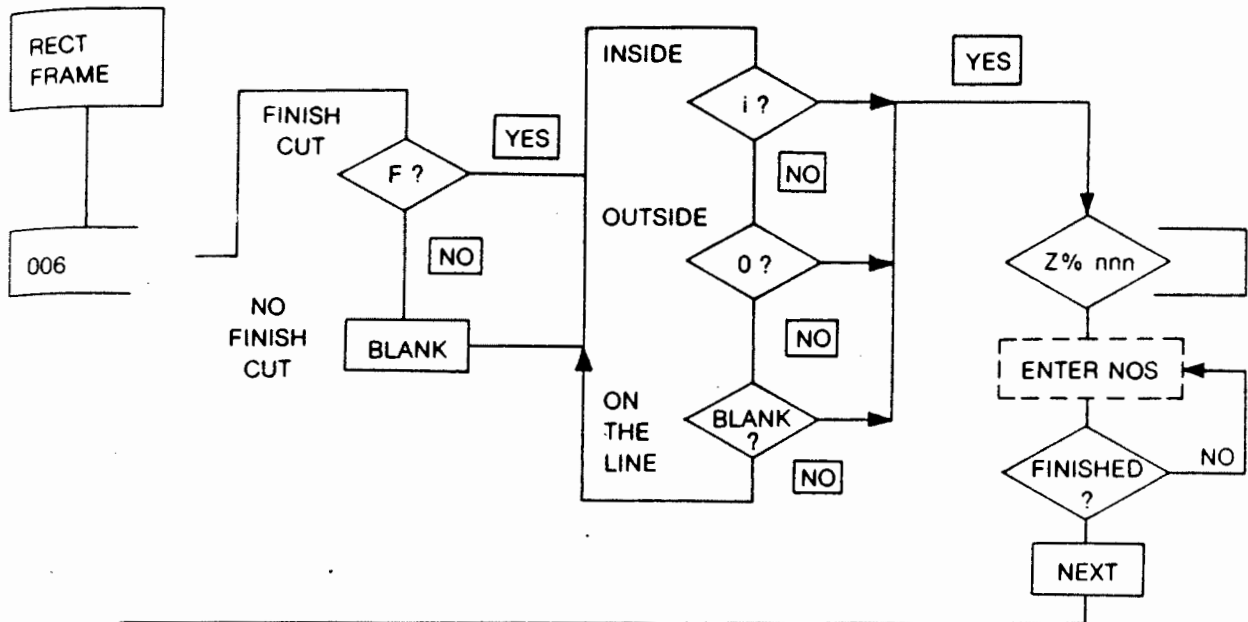 RECT
FRAME
006
FINISH
CUT
F ?
YES
NO
NO
FINISH
CUT
BLANK
INSIDE
i ?
NO
OUTSIDE
0 ?
NO
ON
THE
LINE
BLANK
?
NO
YES
Z% nnn
ENTER NOS
FINISHED
?
NO
NEXT